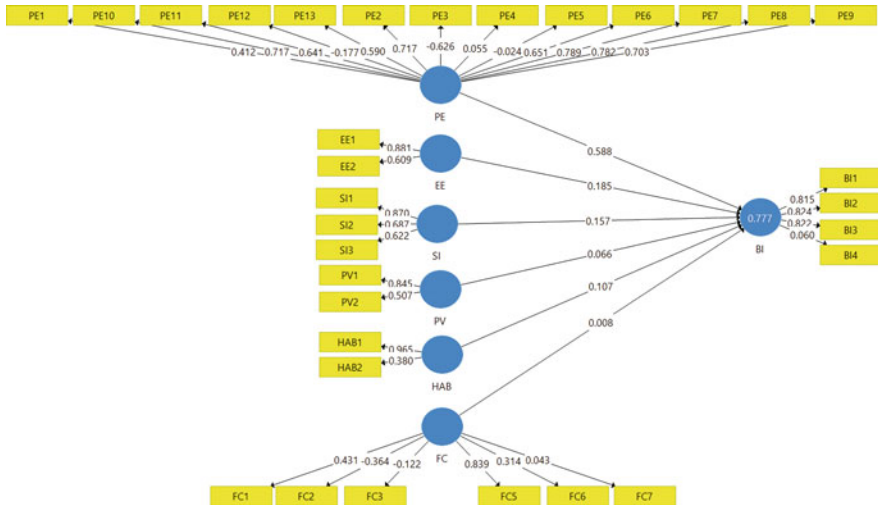 PE1 PE10 PE11 PE12 PE13 PE2 PE3 PE4 PE5 PE6 PE7 PE8 PE9
0.412 0.717 0.641 -0.177 0.590 0.717 -0.626 0.055 -0.024 0.651 0.789 0.782 0.703
PE
0.588
EE1
0.881
EE2
0.609
EE
0.185
SI1
0.870
SI2
0.687
SI3
0.622
SI
0.157
PV1
0.845
PV2
0.507
PV
0.066
HAB1
0.965
HAB2
0.380
HAB
0.107
0.008
0.777
BI
0.815
BI1
0.824
BI2
0.822
BI3
0.060
BI4
FC
0.431 -0.364 -0.122 0.839 0.314 0.043
FC1 FC2 FC3 FC5 FC6 FC7